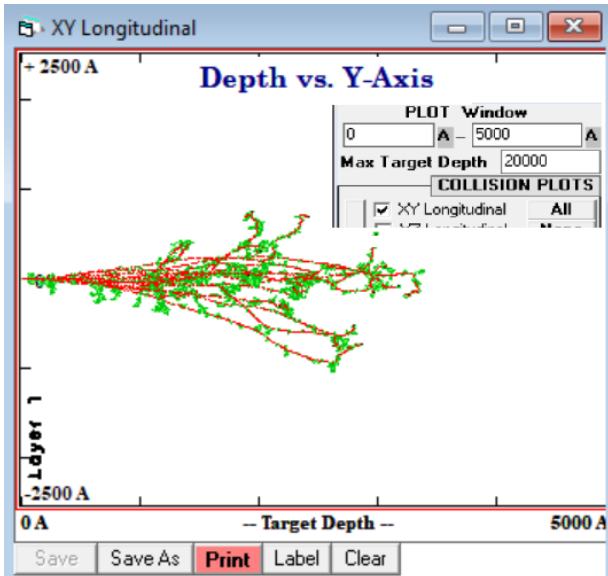 XY Longitudinal
+ 2500 A
Depth vs. Y-Axis
PLOT Window
0 A - 5000 A
Max Target Depth 20000
COLLISION PLOTS
XY Longitudinal All
Layer 1
-2500 A
0 A -- Target Depth -- 5000 A
Save Save As Print Label Clear